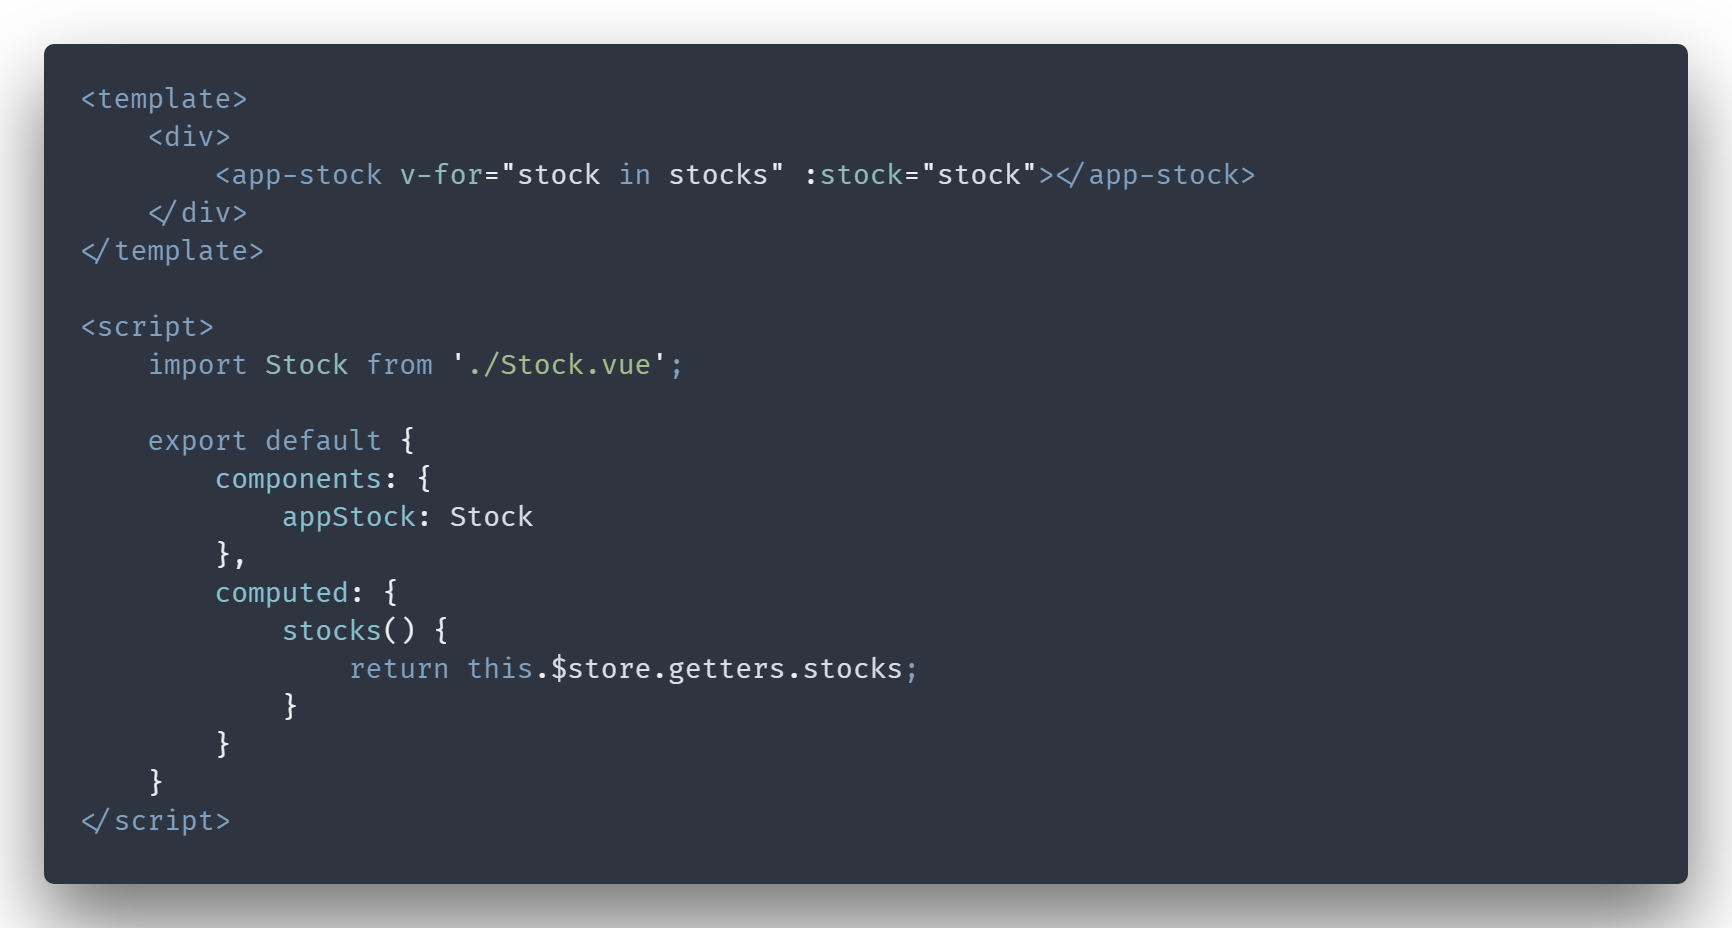 <template>
    <div>
        <app-stock v-for="stock in stocks" :stock="stock"></app-stock>
    </div>
</template>

<script>
    import Stock from './Stock.vue';

    export default {
        components: {
            appStock: Stock
        },
        computed: {
            stocks() {
                return this.$store.getters.stocks;
            }
        }
    }
</script>